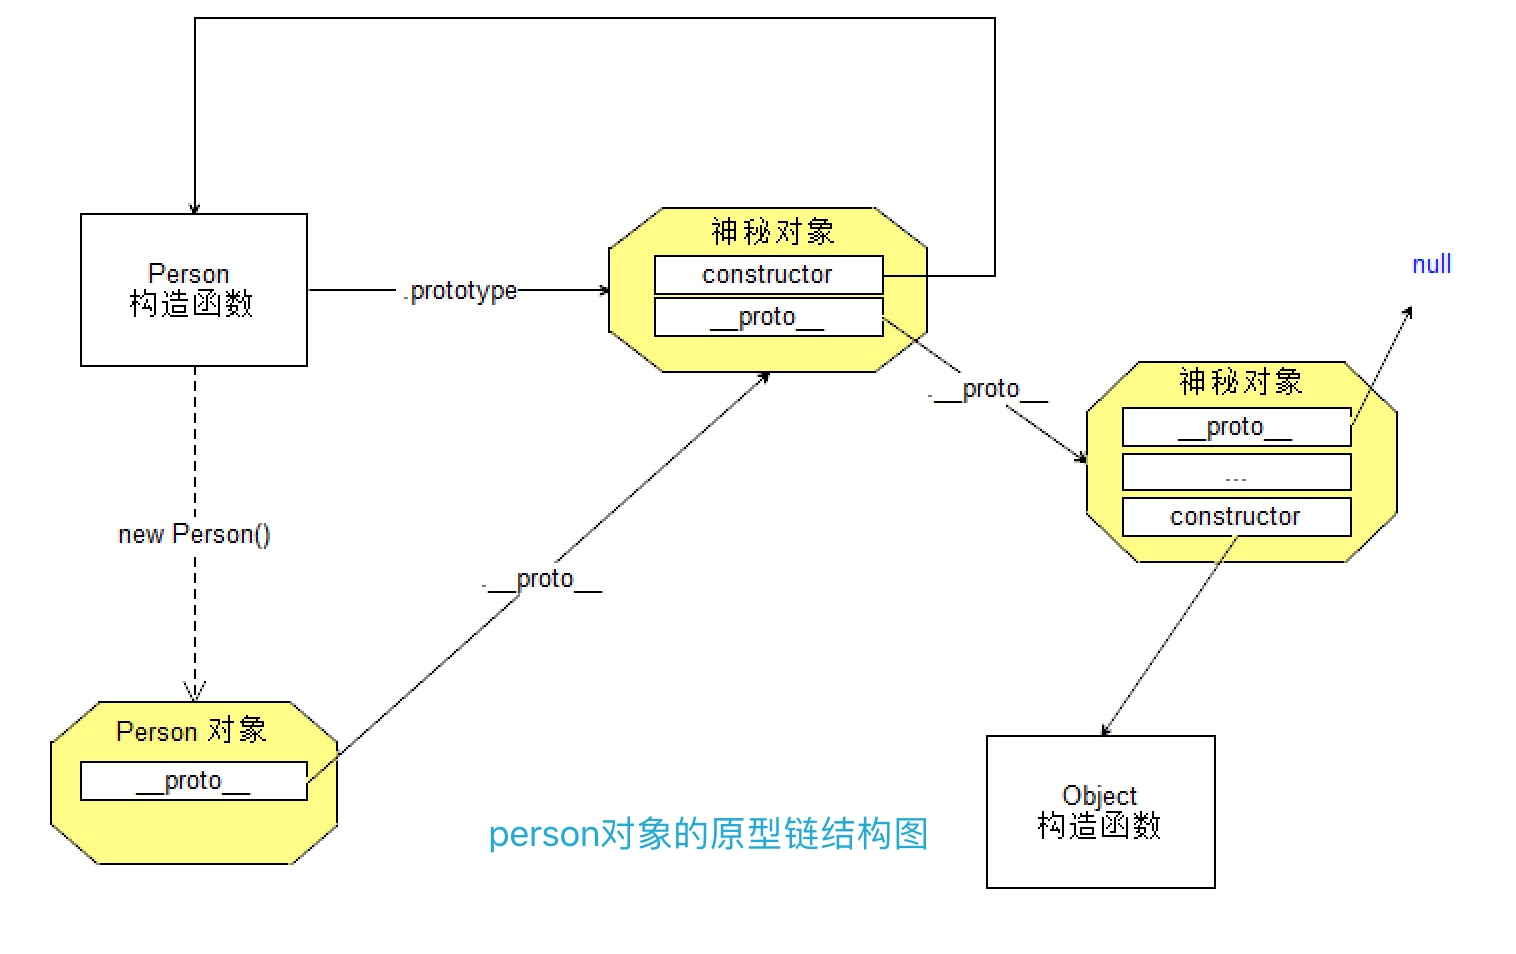 神秘对象
constructor
__proto__
Person
构造函数
.prototype
null
.__proto__
神秘对象
__proto__
...
constructor
new Person()
.__proto__
Person 对象
__proto__
person对象的原型链结构图
Object
构造函数